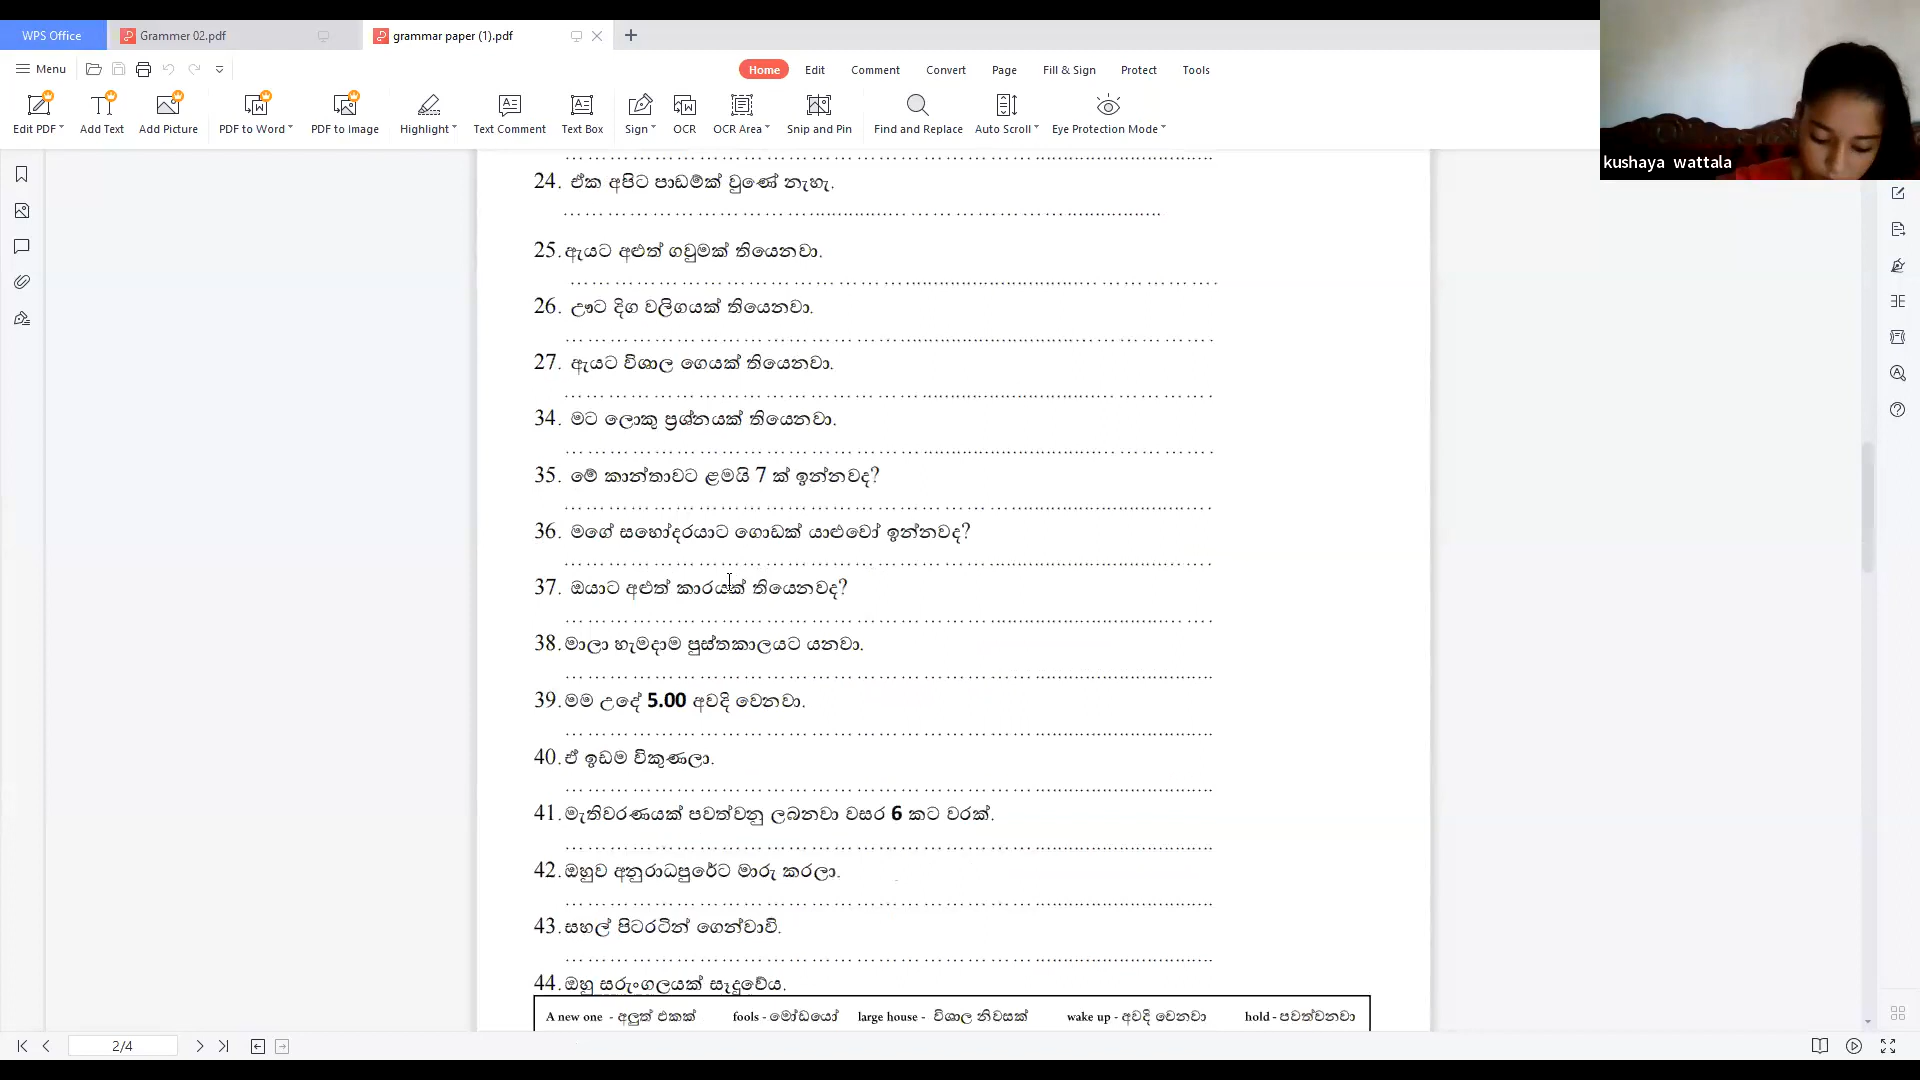 WPS Office
Grammer 02.pdf
grammar paper (1).pdf
Menu
Home Edit Comment Convert Page Fill & Sign Protect Tools
Edit PDF Add Text Add Picture PDF to Word PDF to Image Highlight Text Comment Text Box Sign OCR OCR Area Snip and Pin Find and Replace Auto Scroll Eye Protection Mode
kushaya wattala
24. ඒක අපිට පාඩම්ක් වුණේ නැහැ.
25. ඇයට අළුත් ගවුමක් තියෙනවා.
26. ඌට දිග වලිගයක් තියෙනවා.
27. ඇයට විශාල ගෙයක් තියෙනවා.
34. මට ලොකු ප්‍රශ්නයක් තියෙනවා.
35. මේ කාන්තාවට ළමයි 7 ක් ඉන්නවද?
36. මගේ සහෝදරයාට ගොඩක් යාළුවෝ ඉන්නවද?
37. ඔයාට අළුත් කාරයක් තියෙනවද?
38. මාලා හැමදාම පුස්තකාලයට යනවා.
39. මම උදේ 5.00 අවදි වෙනවා.
40. ඒ ඉඩම විකුණලා.
41. මැතිවරණයක් පවත්වනු ලබනවා වසර 6 කට වරක්.
42. ඔහුව අනුරාධපුරේට මාරු කරලා.
43. සහල් පිටරටින් ගෙන්වාවි.
44. ඔහු සරුංගලයක් සෑදුවේය.
A new one - අලුත් එකක් fools - මෝඩයෝ large house - විශාල නිවසක් wake up - අවදි වෙනවා hold - පවත්වනවා
2/4